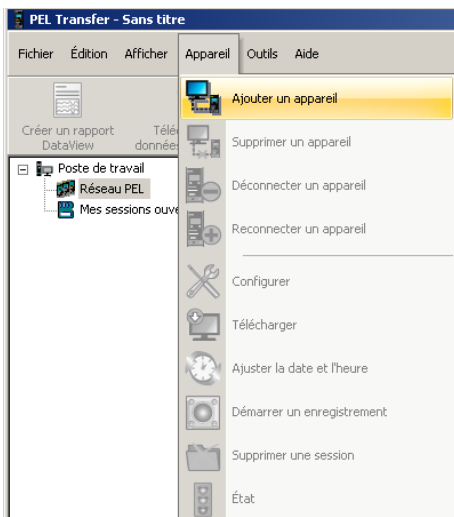 PEL Transfer - Sans titre
Fichier Édition Afficher Appareil Outils Aide
Créer un rapport
DataView
Ajouter un appareil
Supprimer un appareil
Déconnecter un appareil
Reconnecter un appareil
Configurer
Télécharger
Ajuster la date et l'heure
Démarrer un enregistrement
Supprimer une session
État
Poste de travail
Réseau PEL
Mes sessions